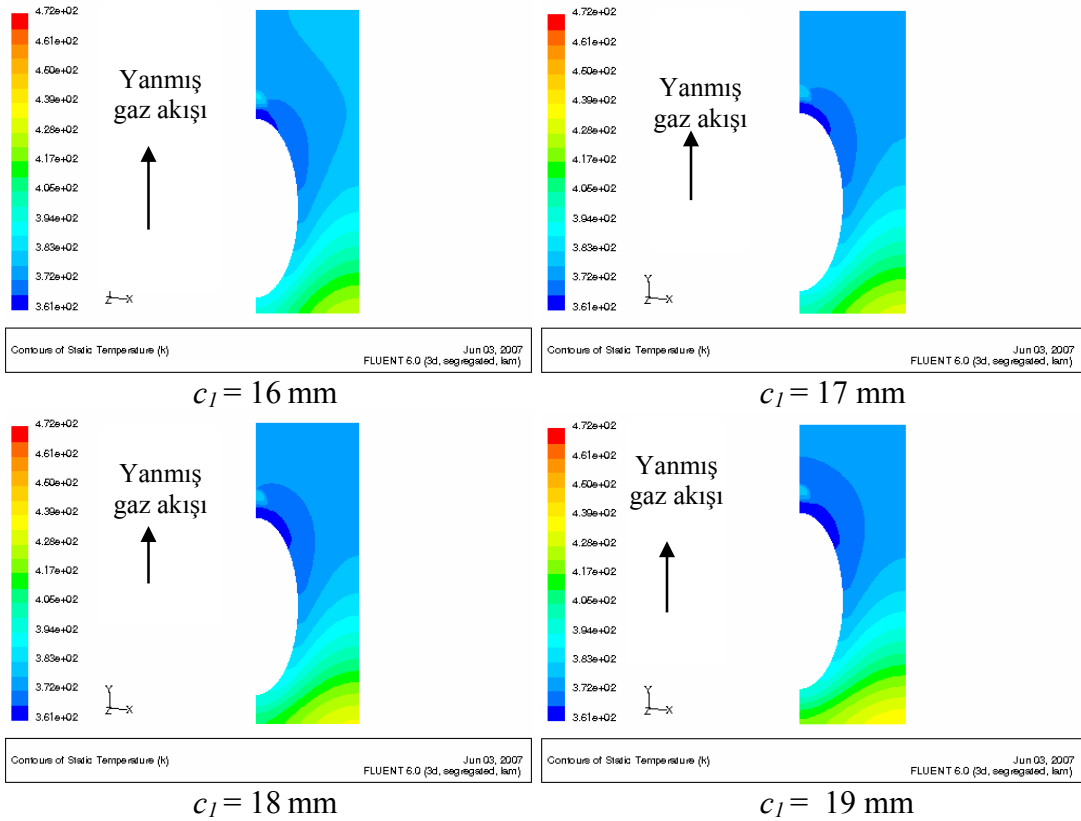 4.72e+02
4.61e+02
4.60e+02
4.39e+02
4.28e+02
4.17e+02
4.05e+02
3.94e+02
3.83e+02
3.72e+02
3.61e+02
Yanmış
gaz akışı
Z X
Contours of Static Temperature (k)
Jun 03, 2007
FLUENT 6.0 (3d, segregated, lam)
c1 = 16 mm
4.72e+02
4.61e+02
4.50e+02
4.39e+02
4.28e+02
4.17e+02
4.05e+02
3.94e+02
3.83e+02
3.72e+02
3.61e+02
Yanmış
gaz akışı
Y
Z X
Contours of Static Temperature (k)
Jun 03, 2007
FLUENT 6.0 (3d, segregated, lam)
c1 = 17 mm
4.72e+02
4.61e+02
4.50e+02
4.39e+02
4.28e+02
4.17e+02
4.05e+02
3.94e+02
3.83e+02
3.72e+02
3.61e+02
Yanmış
gaz akışı
Y
Z X
Contours of Static Temperature (k)
Jun 03, 2007
FLUENT 6.0 (3d, segregated, lam)
c1 = 18 mm
4.72e+02
4.61e+02
4.50e+02
4.39e+02
4.28e+02
4.17e+02
4.05e+02
3.94e+02
3.83e+02
3.72e+02
3.61e+02
Yanmış
gaz akışı
Y
Z X
Contours of Static Temperature (k)
Jun 03, 2007
FLUENT 6.0 (3d, segregated, lam)
c1 = 19 mm